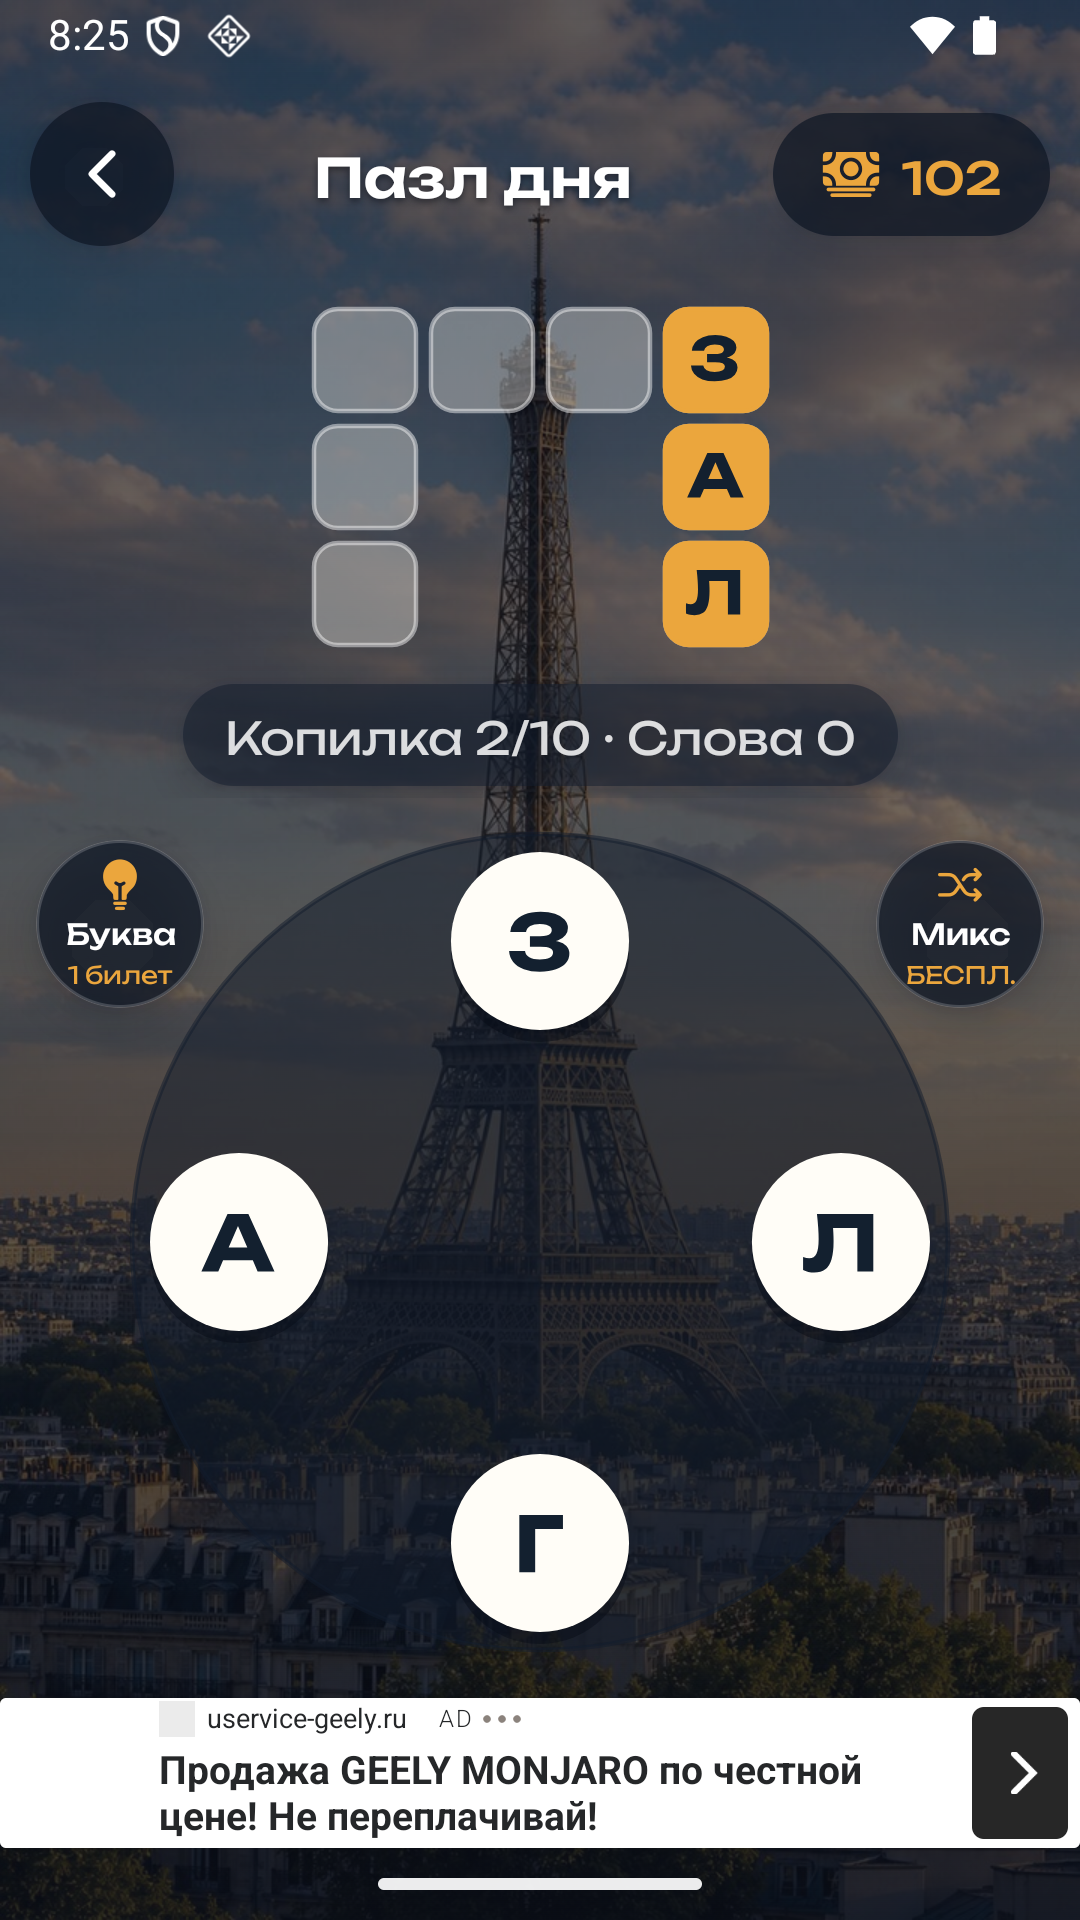 8:25
Пазл дня
102
З
А
Л
Копилка 2/10 · Слова 0
Буква
1 билет
Микс
БЕСПЛ.
З
А
Л
Г
uservice-geely.ru AD
Продажа GEELY MONJARO по честной
цене! Не переплачивай!